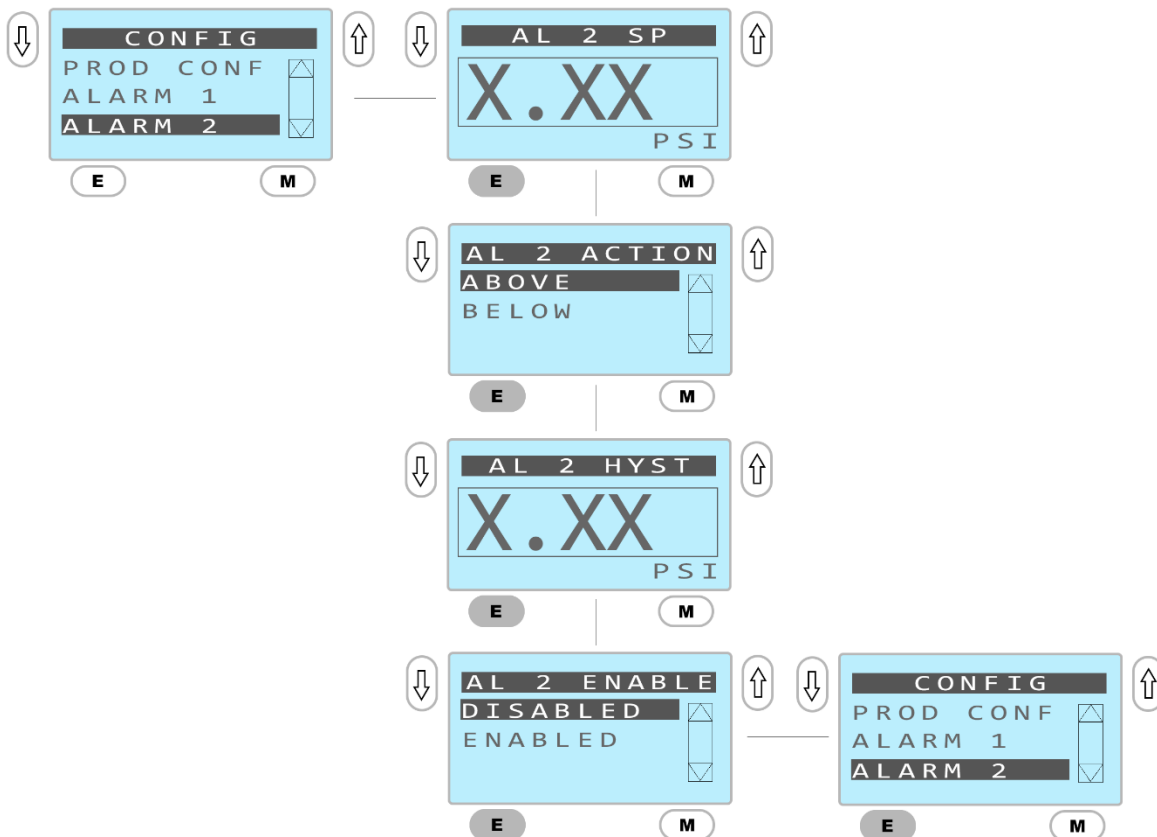 CONFIG
PROD CONF
ALARM 1
ALARM 2
E M
AL 2 SP
X.XX
PSI
E M
AL 2 ACTION
ABOVE
BELOW
E M
AL 2 HYST
X.XX
PSI
E M
AL 2 ENABLE
DISABLED
ENABLED
E M
CONFIG
PROD CONF
ALARM 1
ALARM 2
E M